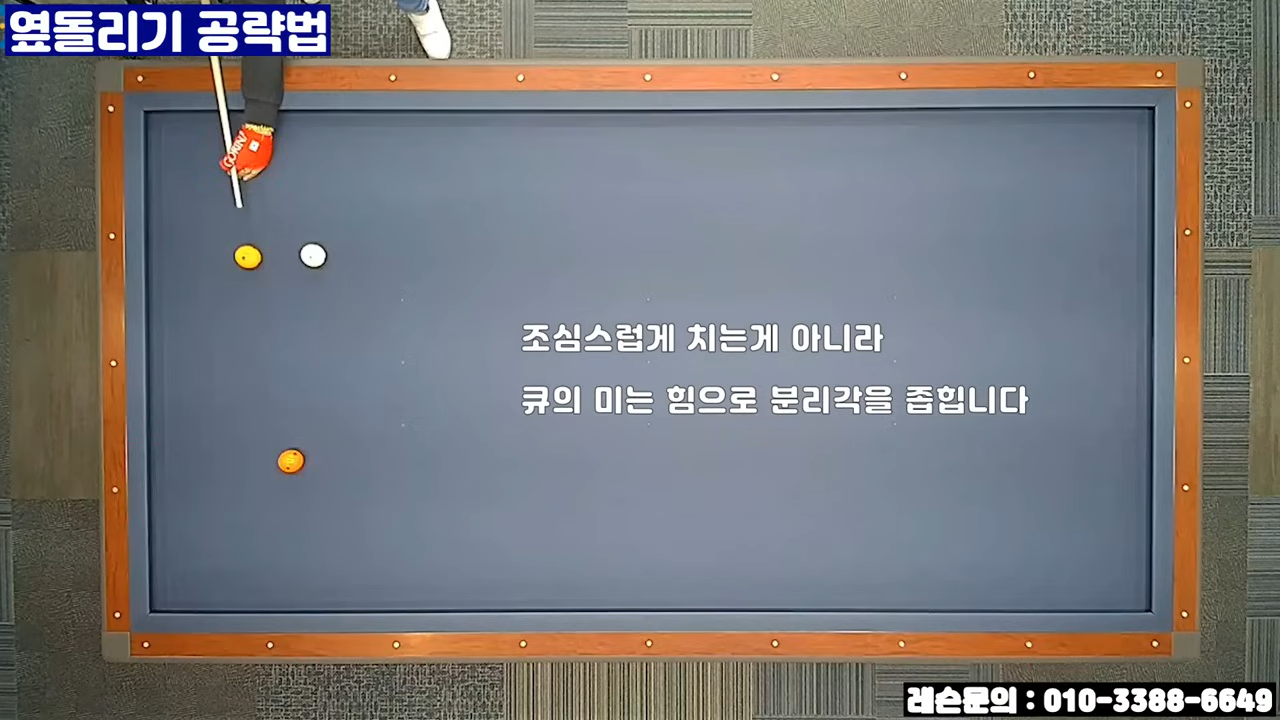 옆돌리기 공략법
GORINA
조심스럽게 치는게 아니라
큐의 미는 힘으로 분리각을 좁힙니다
레슨문의 : 010-3388-6649